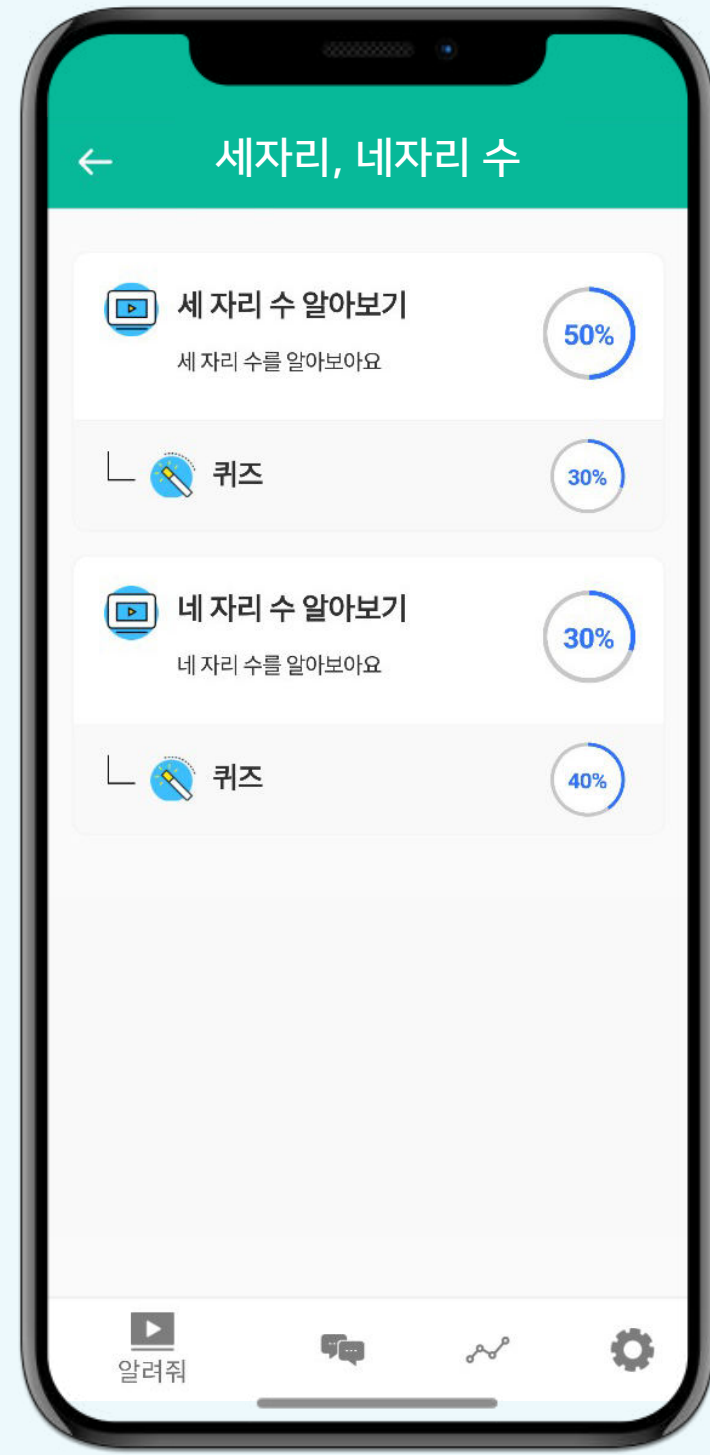 세자리, 네자리 수
세 자리 수 알아보기
50%
세 자리 수를 알아보아요
퀴즈
30%
네 자리 수 알아보기
30%
네 자리 수를 알아보아요
퀴즈
40%
알려줘